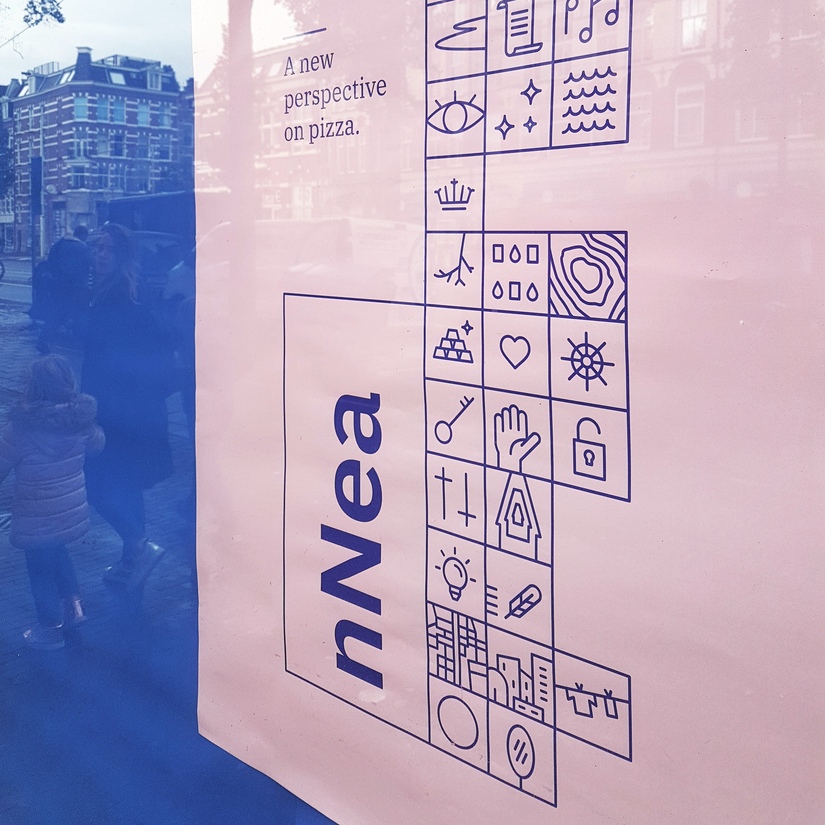 A new
perspective
on pizza.
nNea